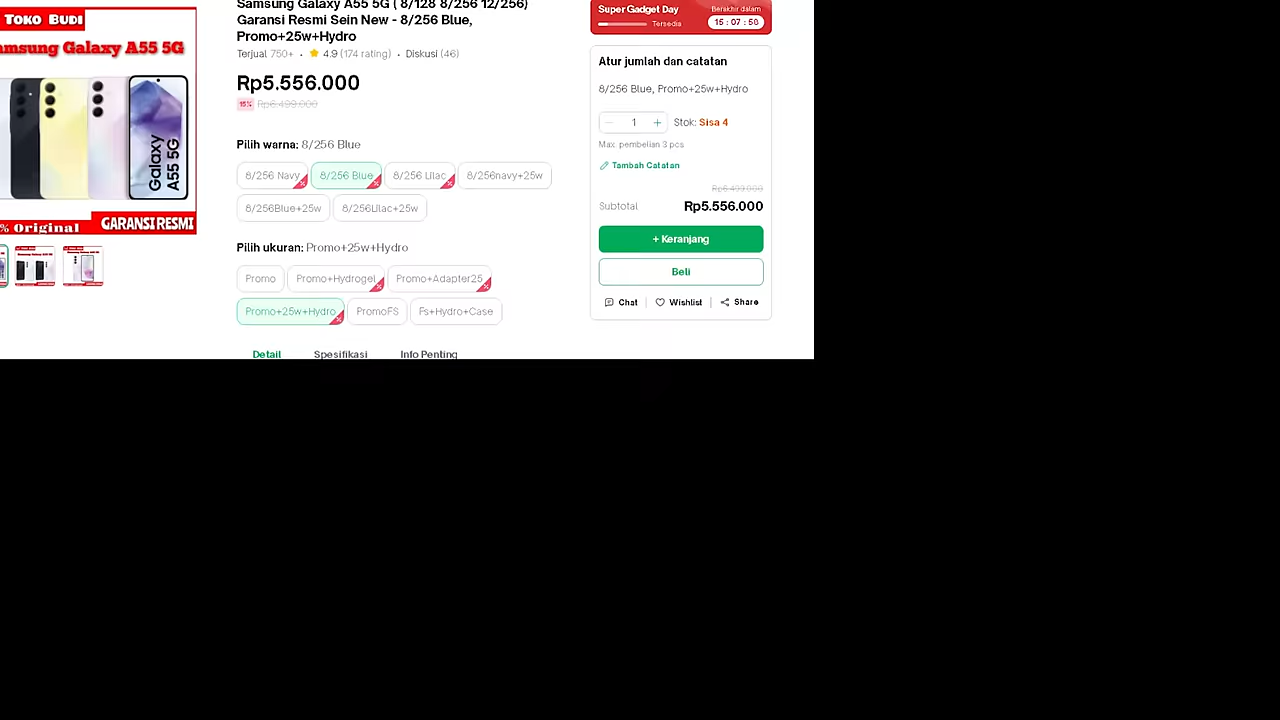 TOKO BUDI
amsung Galaxy A55 5G
Galaxy
A55 5G
% Original
GARANSI RESMI
Samsung Galaxy A55 5G ( 8/128 8/256 12/256)
Garansi Resmi Sein New - 8/256 Blue,
Promo+25w+Hydro
Terjual 750+ • 4.9 (174 rating) • Diskusi (46)
Rp5.556.000
15% Rp6.499.000
Pilih warna: 8/256 Blue
8/256 Navy 8/256 Blue 8/256 Lilac 8/256navy+25w
8/256Blue+25w 8/256Lilac+25w
Pilih ukuran: Promo+25w+Hydro
Promo Promo+Hydrogel Promo+Adapter25
Promo+25w+Hydro PromoFS Fs+Hydro+Case
Detail Spesifikasi Info Penting
Super Gadget Day Berakhir dalam
Tersedia 15 : 07 : 58
Atur jumlah dan catatan
8/256 Blue, Promo+25w+Hydro
1 Stok: Sisa 4
Max. pembelian 3 pcs
Tambah Catatan
Rp6.499.000
Subtotal Rp5.556.000
+ Keranjang
Beli
Chat Wishlist Share